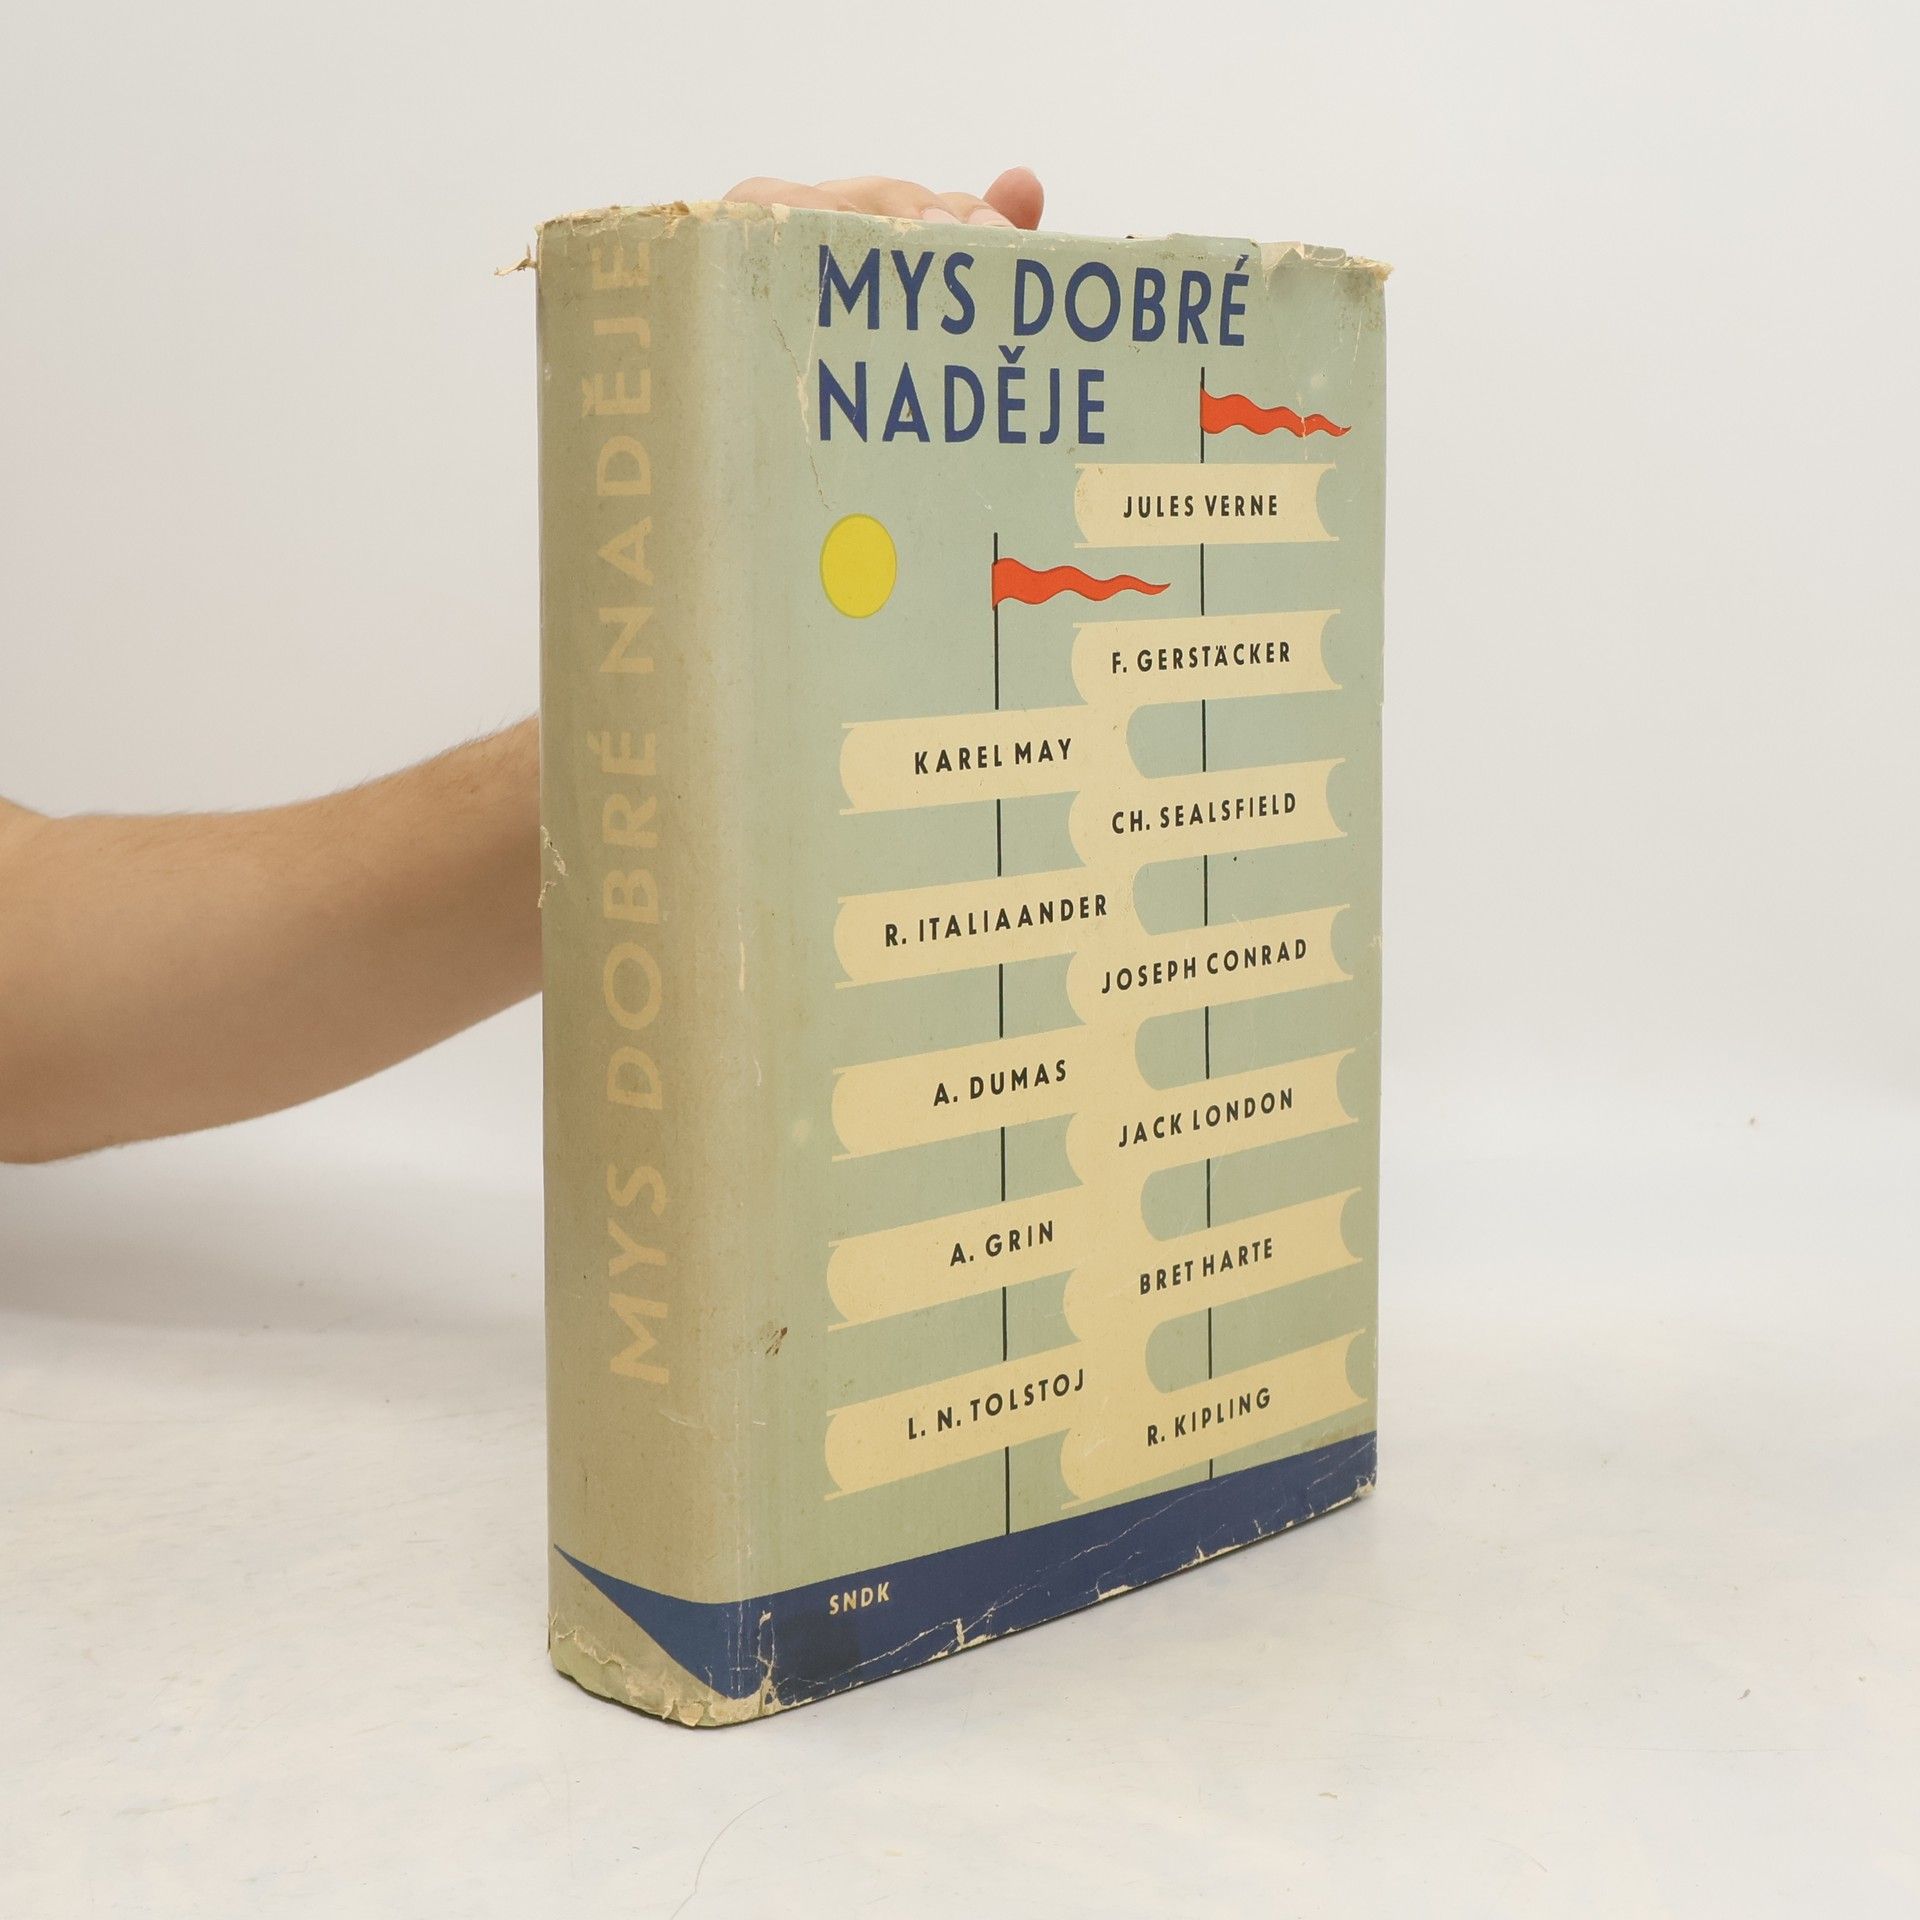 MYS DOBRÉ NADĚJE
MYS DOBRÉ
NADĚJE
JULES VERNE
F. GERSTÄCKER
KAREL MAY
CH. SEALSFIELD
R. ITALIAANDER
JOSEPH CONRAD
A. DUMAS
JACK LONDON
A. GRIN
BRET HARTE
L. N. TOLSTOJ
R. KIPLING
SNDK